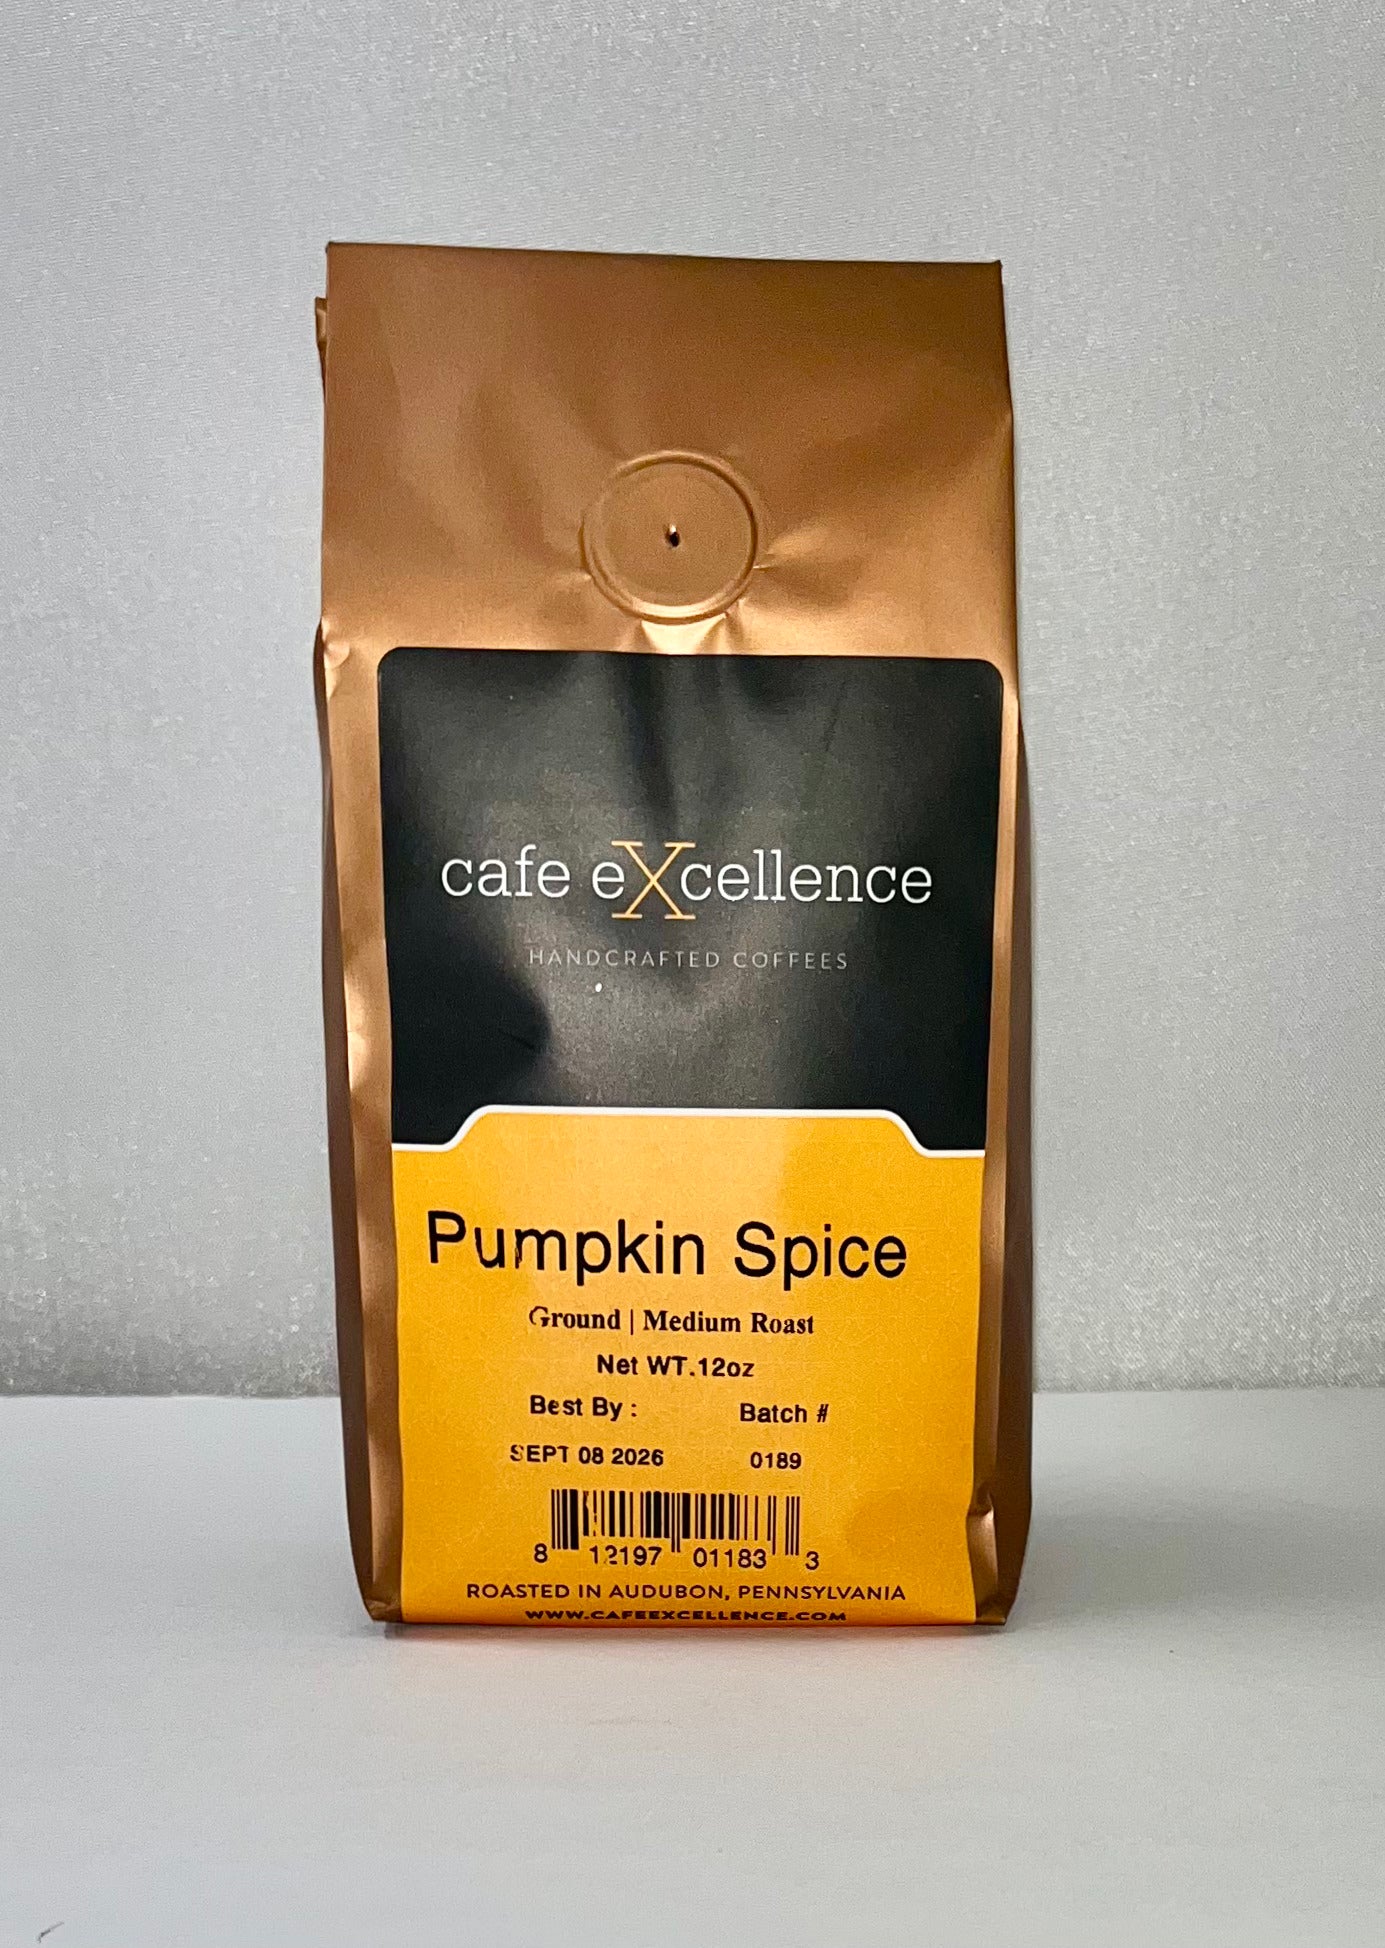 cafe eXcellence
HANDCRAFTED COFFEES
Pumpkin Spice
Ground | Medium Roast
Net WT.12oz
Best By : Batch #
SEPT 08 2026 0189
8 12197 01183 3
ROASTED IN AUDUBON, PENNSYLVANIA
WWW.CAFEEXCELLENCE.COM